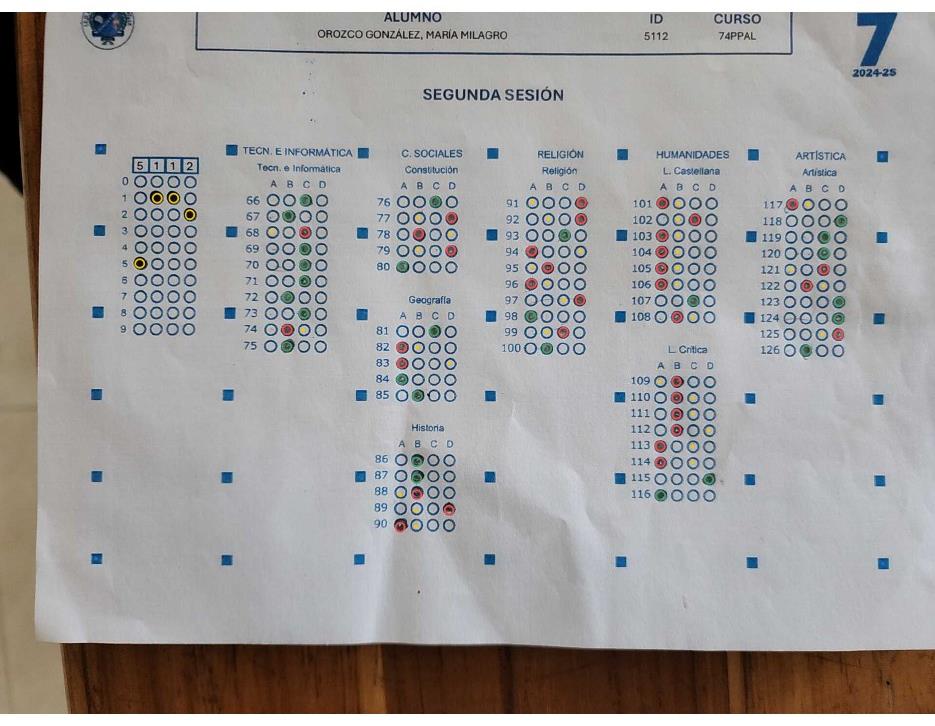 ALUMNO ID CURSO
OROZCO GONZÁLEZ, MARÍA MILAGRO 5112 74PPAL
7
2024-25
SEGUNDA SESIÓN
5 1 1 2
0
1
2
3
4
5
6
7
8
9
TECN. E INFORMÁTICA
Tecn. e Informática
A B C D
66
67
68
69
70
71
72
73
74
75
C. SOCIALES
Constitución
A B C D
76
77
78
79
80
Geografía
A B C D
81
82
83
84
85
Historia
A B C D
86
87
88
89
90
RELIGIÓN
Religión
A B C D
91
92
93
94
95
96
97
98
99
100
HUMANIDADES
L. Castellana
A B C D
101
102
103
104
105
106
107
108
L. Crítica
A B C D
109
110
111
112
113
114
115
116
ARTÍSTICA
Artística
A B C D
117
118
119
120
121
122
123
124
125
126